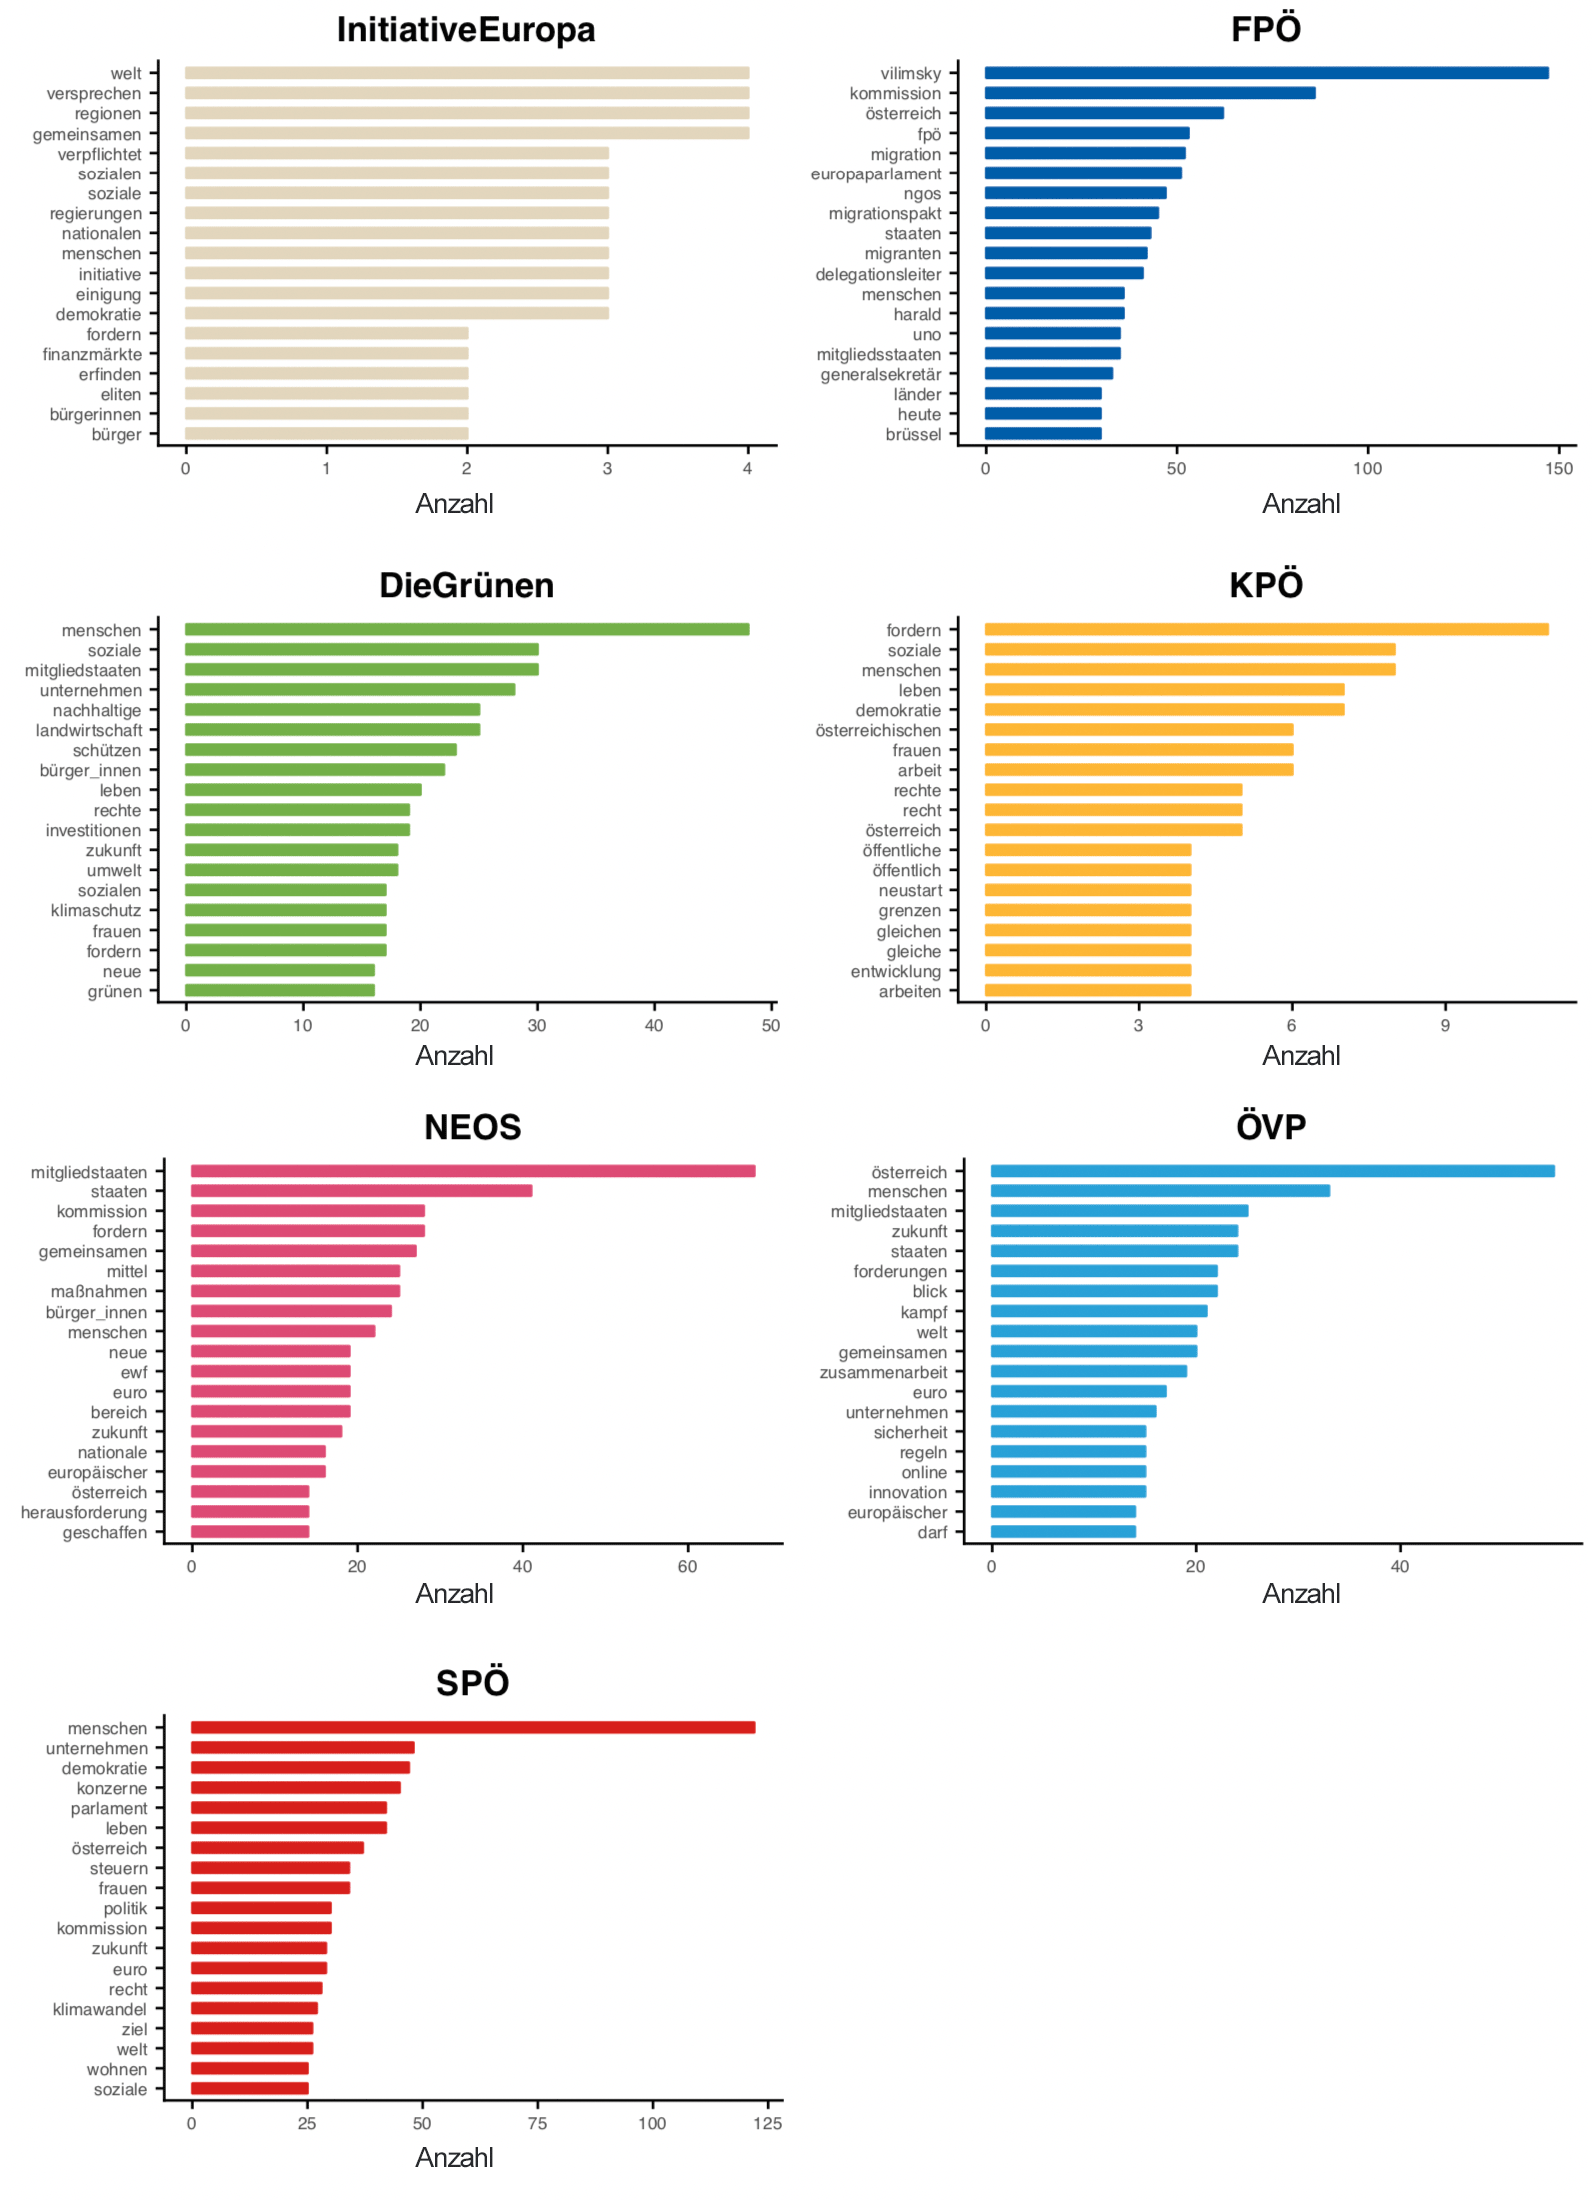 InitiativeEuropa
welt
versprechen
regionen
gemeinsamen
verpflichtet
sozialen
soziale
regierungen
nationalen
menschen
initiative
einigung
demokratie
fordern
finanzmärkte
erfinden
eliten
bürgerinnen
bürger
0 1 2 3 4
Anzahl
FPÖ
vilimsky
kommission
österreich
fpö
migration
europaparlament
ngos
migrationspakt
staaten
migranten
delegationsleiter
menschen
harald
uno
mitgliedsstaaten
generalsekretär
länder
heute
brüssel
0 50 100 150
Anzahl
DieGrünen
menschen
soziale
mitgliedstaaten
unternehmen
nachhaltige
landwirtschaft
schützen
bürger_innen
leben
rechte
investitionen
zukunft
umwelt
sozialen
klimaschutz
frauen
fordern
neue
grünen
0 10 20 30 40 50
Anzahl
KPÖ
fordern
soziale
menschen
leben
demokratie
österreichischen
frauen
arbeit
rechte
recht
österreich
öffentliche
öffentlich
neustart
grenzen
gleichen
gleiche
entwicklung
arbeiten
0 3 6 9
Anzahl
NEOS
mitgliedstaaten
staaten
kommission
fordern
gemeinsamen
mittel
maßnahmen
bürger_innen
menschen
neue
ewf
euro
bereich
zukunft
nationale
europäischer
österreich
herausforderung
geschaffen
0 20 40 60
Anzahl
ÖVP
österreich
menschen
mitgliedstaaten
zukunft
staaten
forderungen
blick
kampf
welt
gemeinsamen
zusammenarbeit
euro
unternehmen
sicherheit
regeln
online
innovation
europäischer
darf
0 20 40
Anzahl
SPÖ
menschen
unternehmen
demokratie
konzerne
parlament
leben
österreich
steuern
frauen
politik
kommission
zukunft
euro
recht
klimawandel
ziel
welt
wohnen
soziale
0 25 50 75 100 125
Anzahl